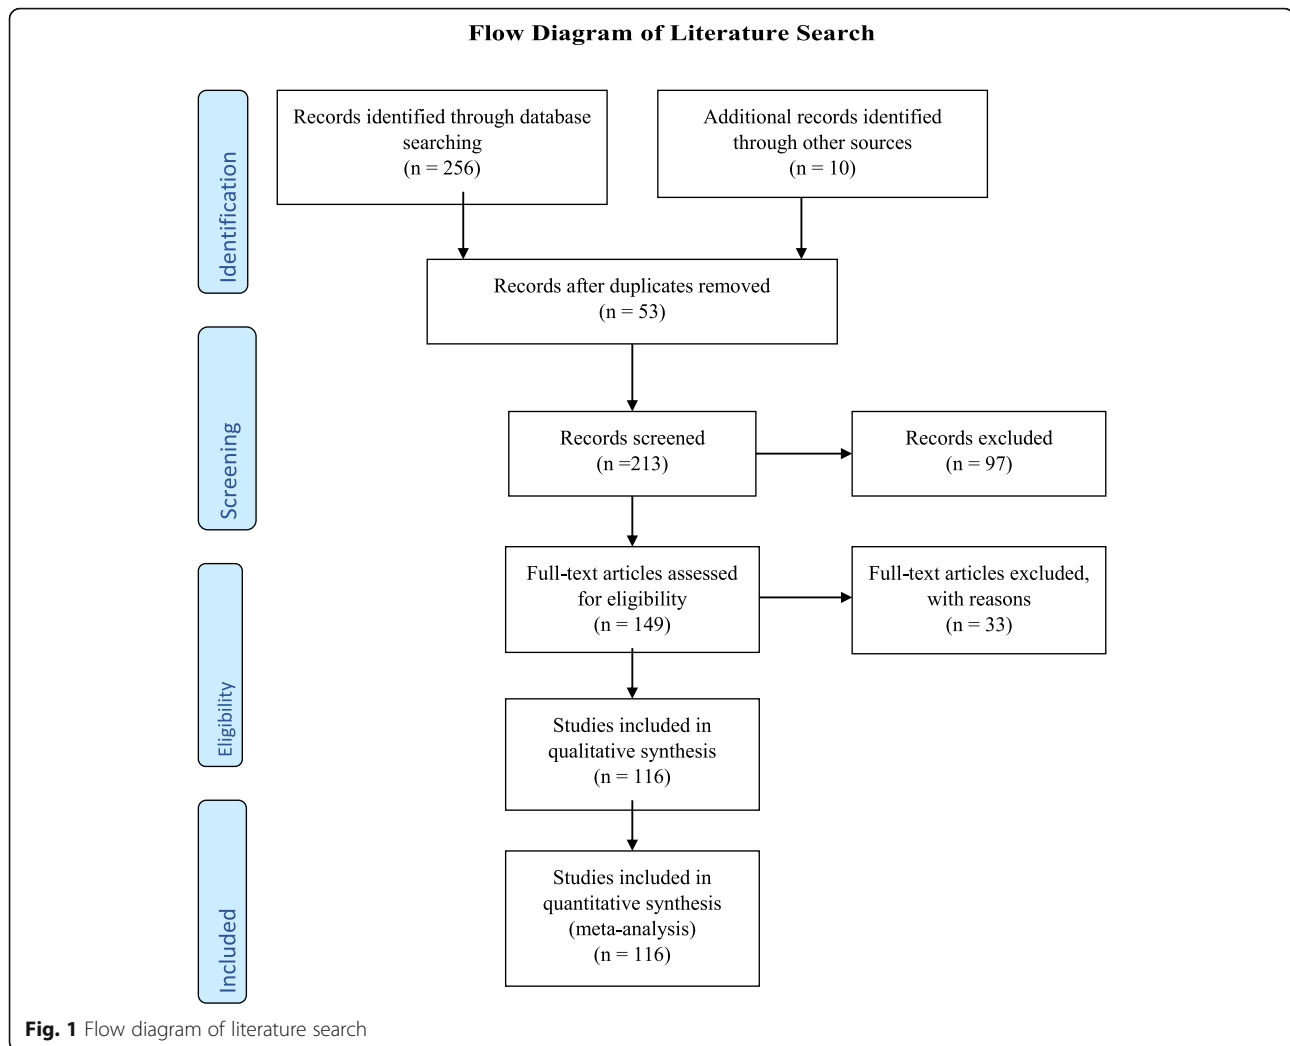 Flow Diagram of Literature Search
Identification
Records identified through database
searching
(n = 256)
Additional records identified
through other sources
(n = 10)
Records after duplicates removed
(n = 53)
Screening
Records screened
(n =213)
Records excluded
(n = 97)
Eligibility
Full-text articles assessed
for eligibility
(n = 149)
Full-text articles excluded,
with reasons
(n = 33)
Studies included in
qualitative synthesis
(n = 116)
Included
Studies included in
quantitative synthesis
(meta-analysis)
(n = 116)
Fig. 1 Flow diagram of literature search